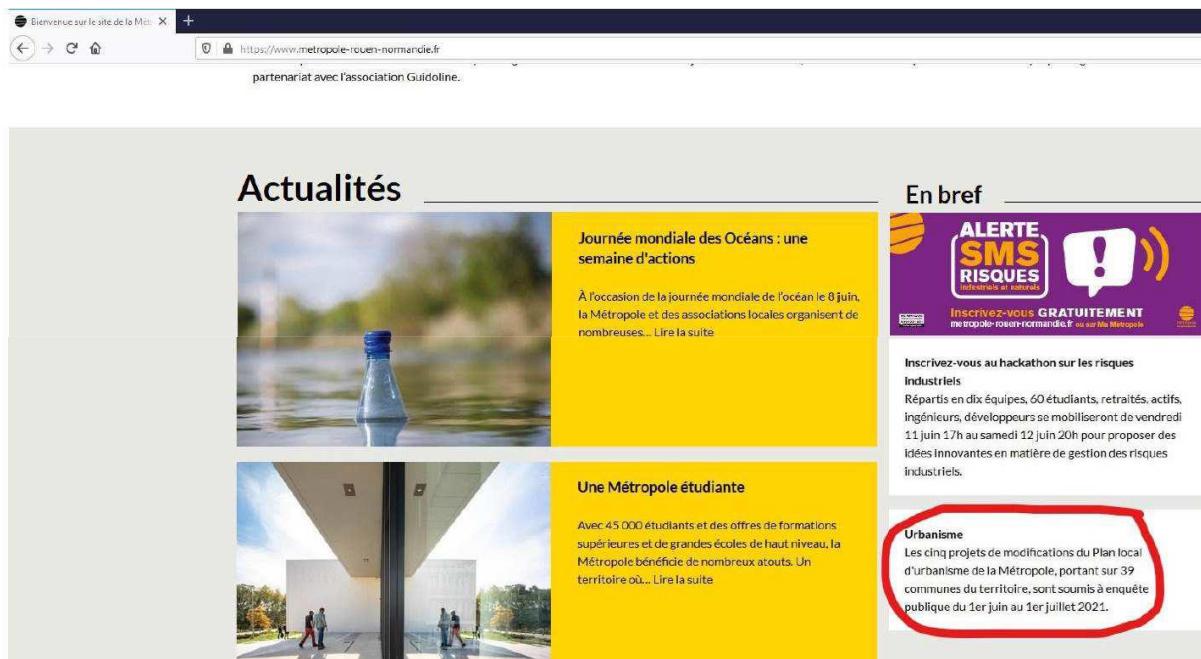 Bienvenue sur le site de la Mét
https://www.metropole-rouen-normandie.fr
partenariat avec l'association Guidoline.
Actualités
Journée mondiale des Océans : une
semaine d'actions
À l'occasion de la journée mondiale de l'océan le 8 juin,
la Métropole et des associations locales organisent de
nombreuses... Lire la suite
Une Métropole étudiante
Avec 45 000 étudiants et des offres de formations
supérieures et de grandes écoles de haut niveau, la
Métropole bénéficie de nombreux atouts. Un
territoire où... Lire la suite
En bref
ALERTE
SMS
RISQUES
industriels et naturels
Inscrivez-vous GRATUITEMENT
metropole-rouen-normandie.fr ou sur Ma Métropole
Inscrivez-vous au hackathon sur les risques
industriels
Répartis en dix équipes, 60 étudiants, retraités, actifs,
ingénieurs, développeurs se mobiliseront de vendredi
11 juin 17h au samedi 12 juin 20h pour proposer des
idées innovantes en matière de gestion des risques
industriels.
Urbanisme
Les cinq projets de modifications du Plan local
d'urbanisme de la Métropole, portant sur 39
communes du territoire, sont soumis à enquête
publique du 1er juin au 1er juillet 2021.